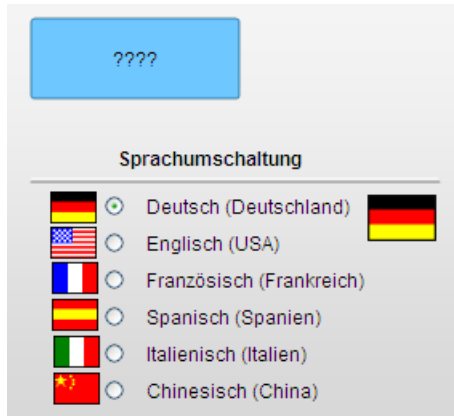 ????
Sprachumschaltung
Deutsch (Deutschland)
Englisch (USA)
Französisch (Frankreich)
Spanisch (Spanien)
Italienisch (Italien)
Chinesisch (China)